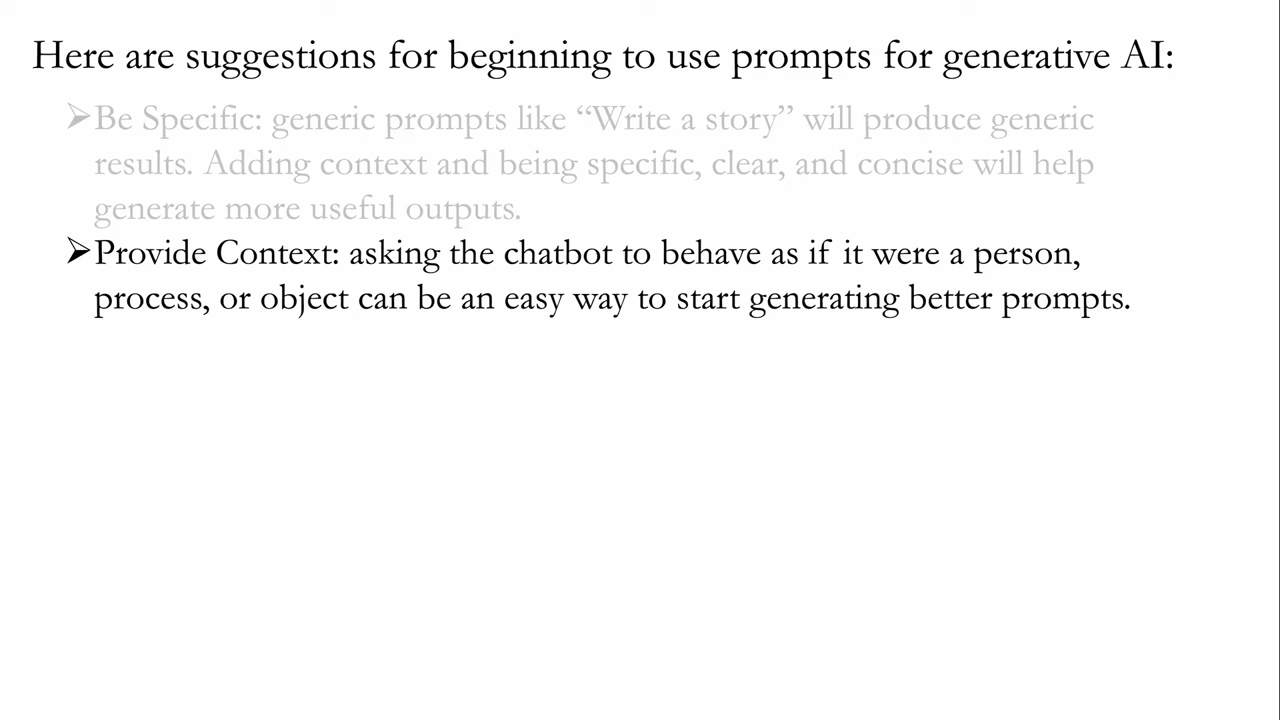 Here are suggestions for beginning to use prompts for generative AI:
➢Be Specific: generic prompts like “Write a story” will produce generic
results. Adding context and being specific, clear, and concise will help
generate more useful outputs.
➢Provide Context: asking the chatbot to behave as if it were a person,
process, or object can be an easy way to start generating better prompts.